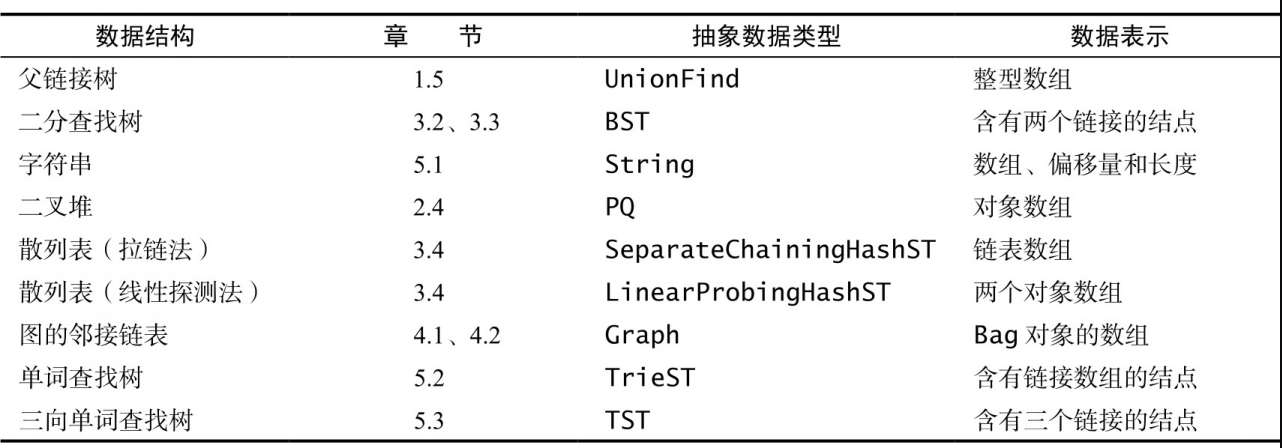 数据结构 章 节 抽象数据类型 数据表示
父链接树 1.5 UnionFind 整型数组
二分查找树 3.2、3.3 BST 含有两个链接的结点
字符串 5.1 String 数组、偏移量和长度
二叉堆 2.4 PQ 对象数组
散列表（拉链法） 3.4 SeparateChainingHashST 链表数组
散列表（线性探测法） 3.4 LinearProbingHashST 两个对象数组
图的邻接链表 4.1、4.2 Graph Bag 对象的数组
单词查找树 5.2 TrieST 含有链接数组的结点
三向单词查找树 5.3 TST 含有三个链接的结点